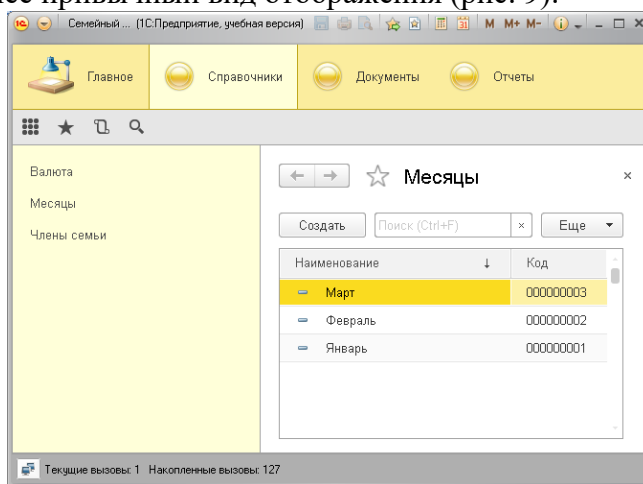 ее привычный вид отображения (рис. 9).
Семейный ... (1С:Предприятие, учебная версия) M M+ M-
Главное Справочники Документы Отчеты
Валюта
Месяцы
Члены семьи
Месяцы
Создать Поиск (Ctrl+F) × Еще
Наименование ↓ Код
Март 000000003
Февраль 000000002
Январь 000000001
Текущие вызовы: 1 Накопленные вызовы: 127